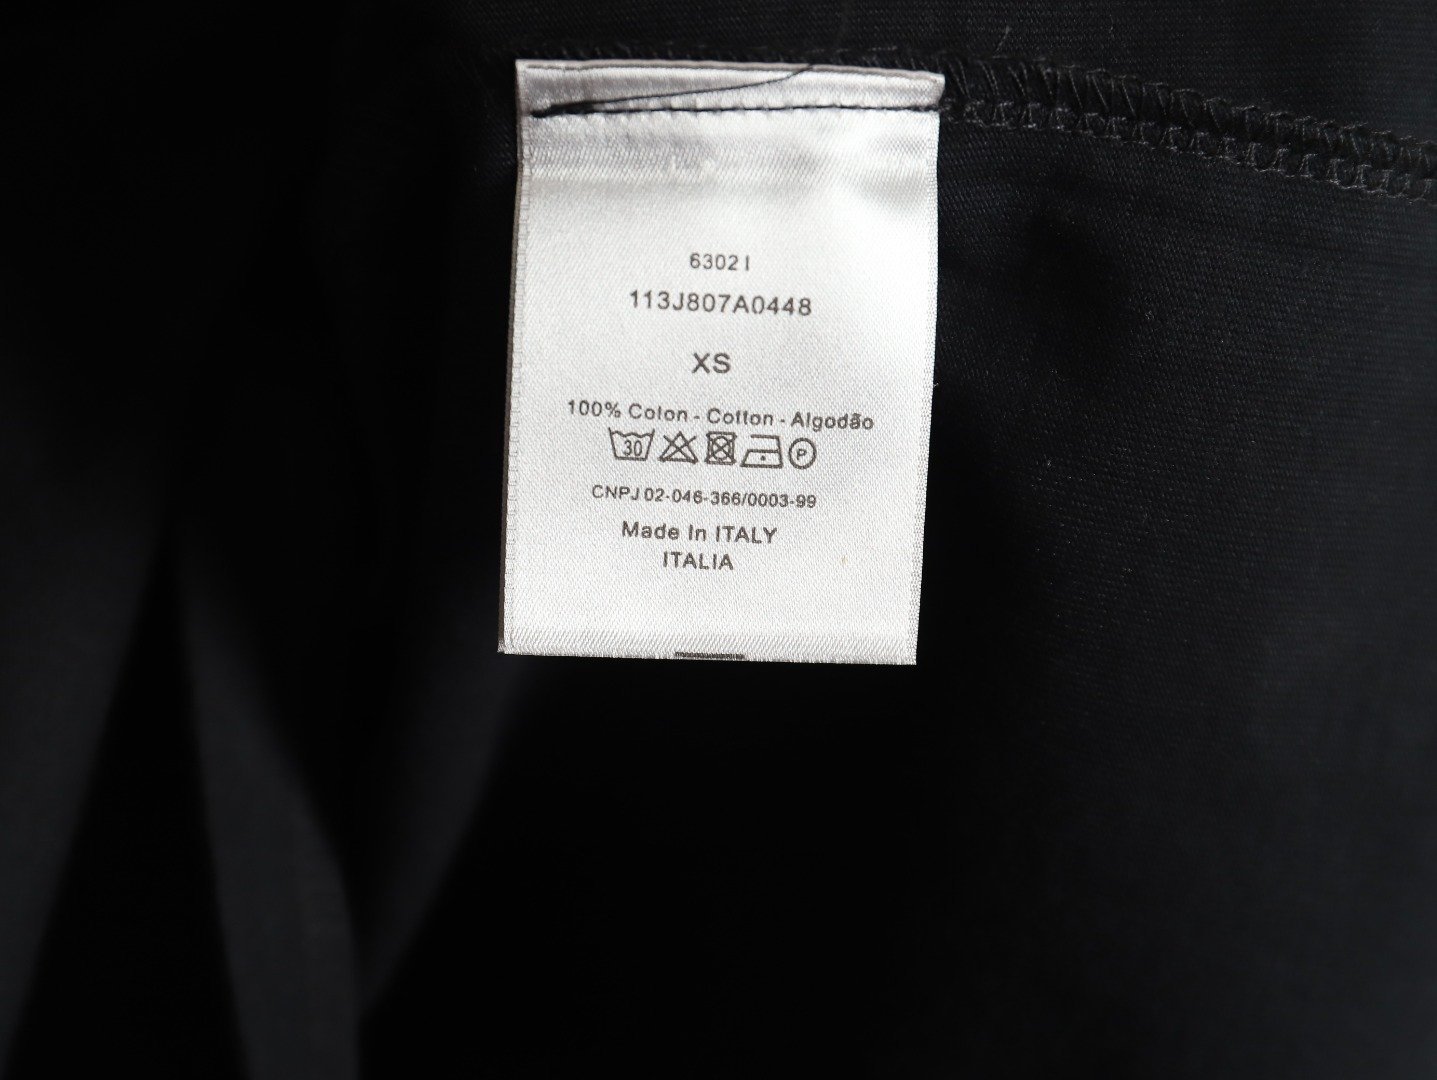 63021
113J807A0448
XS
100% Coton - Cotton - Algodão
30 P
CNPJ 02-046-366/0003-99
Made In ITALY
ITALIA